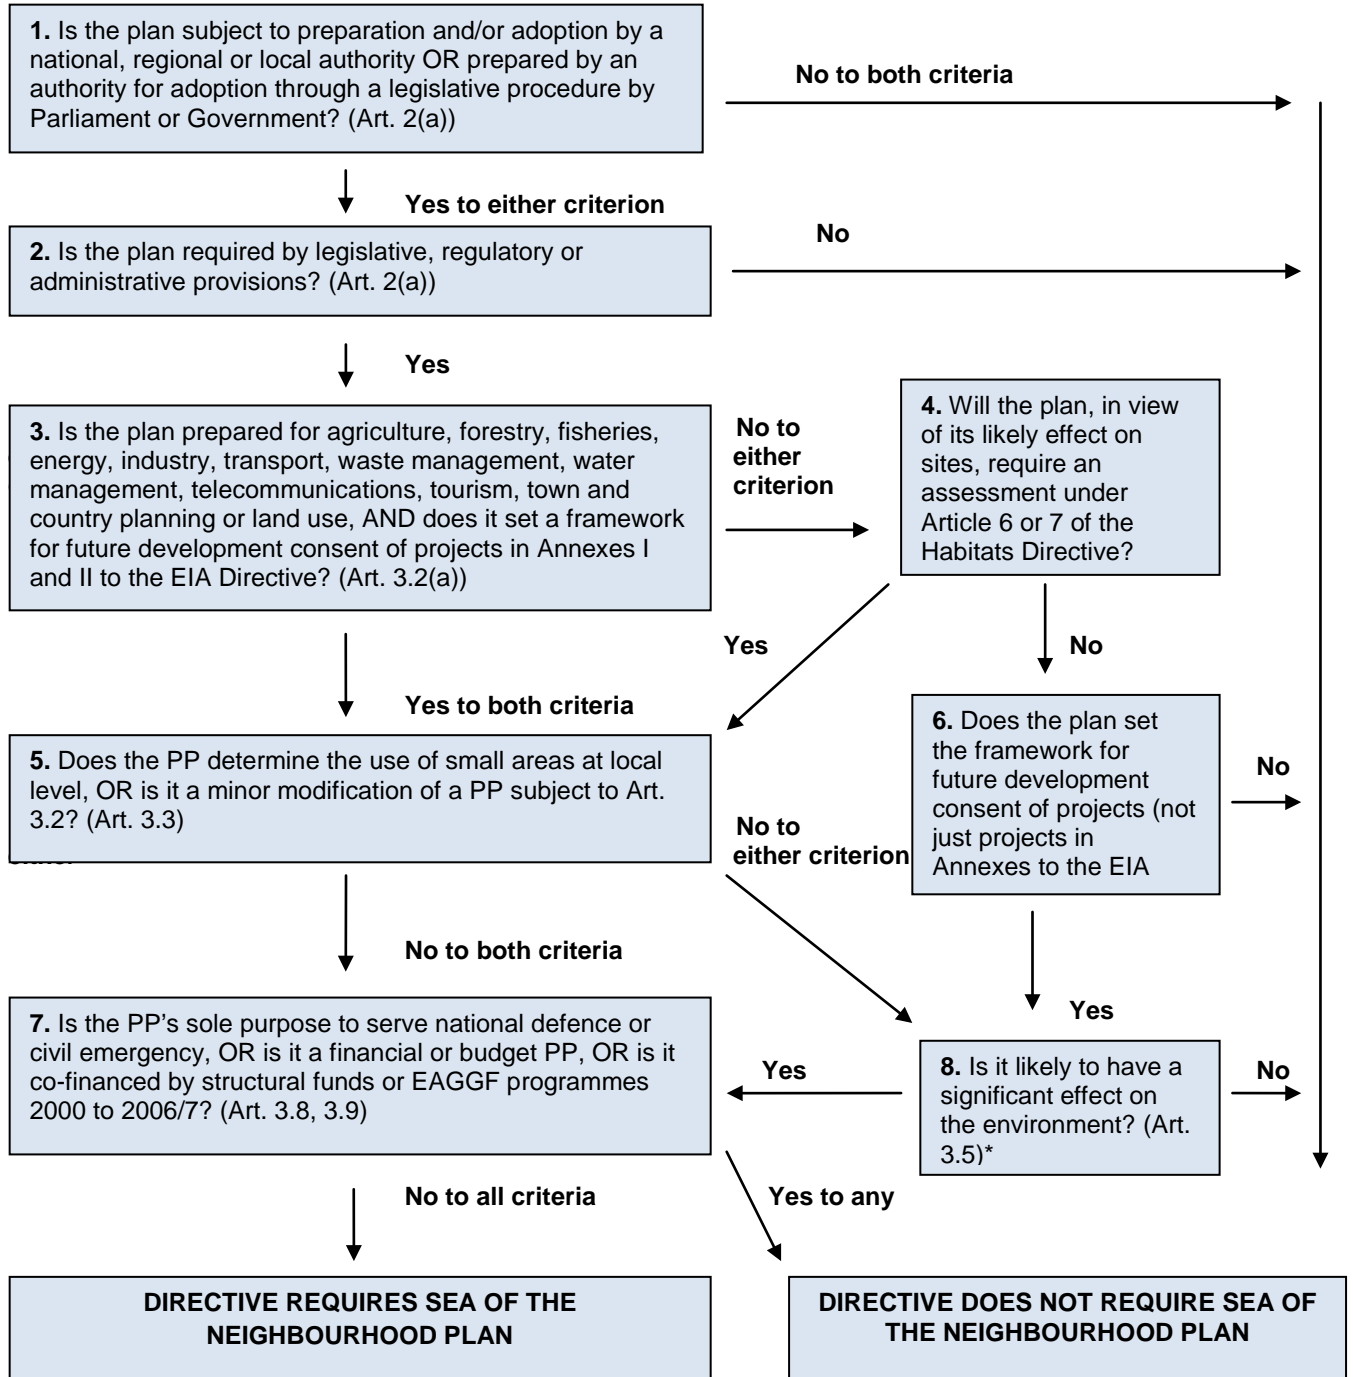 1. Is the plan subject to preparation and/or adoption by a
national, regional or local authority OR prepared by an
authority for adoption through a legislative procedure by
Parliament or Government? (Art. 2(a))
No to both criteria
Yes to either criterion
2. Is the plan required by legislative, regulatory or
administrative provisions? (Art. 2(a))
No
Yes
3. Is the plan prepared for agriculture, forestry, fisheries,
energy, industry, transport, waste management, water
management, telecommunications, tourism, town and
country planning or land use, AND does it set a framework
for future development consent of projects in Annexes I
and II to the EIA Directive? (Art. 3.2(a))
No to
either
criterion
4. Will the plan, in view
of its likely effect on
sites, require an
assessment under
Article 6 or 7 of the
Habitats Directive?
Yes
No
Yes to both criteria
5. Does the PP determine the use of small areas at local
level, OR is it a minor modification of a PP subject to Art.
3.2? (Art. 3.3)
No to
either criterion
6. Does the plan set
the framework for
future development
consent of projects (not
just projects in
Annexes to the EIA
No
No to both criteria
Yes
7. Is the PP's sole purpose to serve national defence or
civil emergency, OR is it a financial or budget PP, OR is it
co-financed by structural funds or EAGGF programmes
2000 to 2006/7? (Art. 3.8, 3.9)
Yes
8. Is it likely to have a
significant effect on
the environment? (Art.
3.5)*
No
No to all criteria
Yes to any
DIRECTIVE REQUIRES SEA OF THE
NEIGHBOURHOOD PLAN
DIRECTIVE DOES NOT REQUIRE SEA OF
THE NEIGHBOURHOOD PLAN